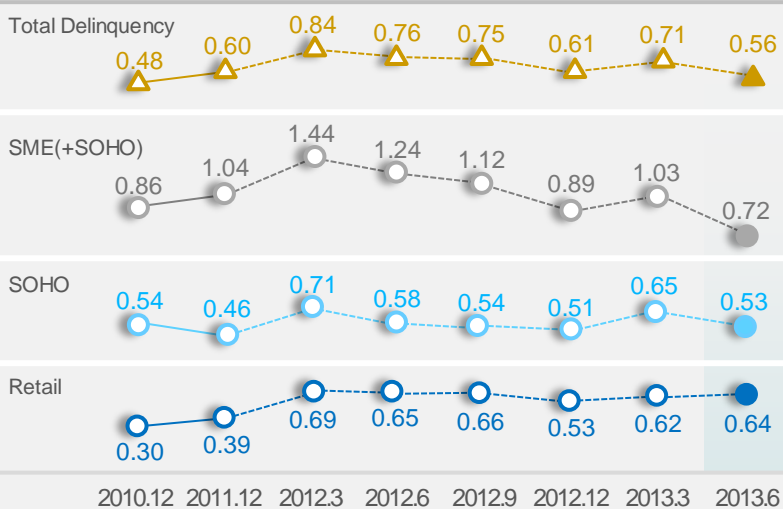 Total Delinquency
0.48 0.60 0.84 0.76 0.75 0.61 0.71 0.56
SME(+SOHO)
0.86 1.04 1.44 1.24 1.12 0.89 1.03 0.72
SOHO
0.54 0.46 0.71 0.58 0.54 0.51 0.65 0.53
Retail
0.30 0.39 0.69 0.65 0.66 0.53 0.62 0.64
2010.12 2011.12 2012.3 2012.6 2012.9 2012.12 2013.3 2013.6